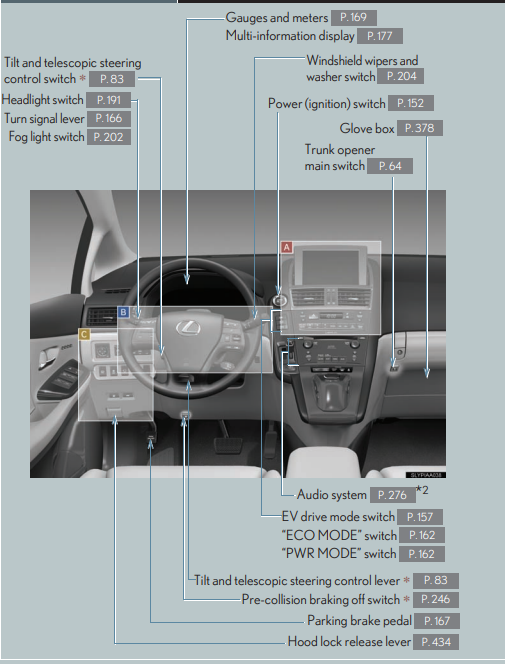 Gauges and meters P. 169
Multi-information display P. 177
Tilt and telescopic steering
control switch * P. 83
Windshield wipers and
washer switch P. 204
Headlight switch P. 191
Power (ignition) switch P. 152
Turn signal lever P. 166
Glove box P. 378
Fog light switch P. 202
Trunk opener
main switch P. 64
A
B
C
SLYPIAA038
Audio system P. 276 *2
EV drive mode switch P. 157
“ECO MODE” switch P. 162
“PWR MODE” switch P. 162
Tilt and telescopic steering control lever * P. 83
Pre-collision braking off switch * P. 246
Parking brake pedal P. 167
Hood lock release lever P. 434